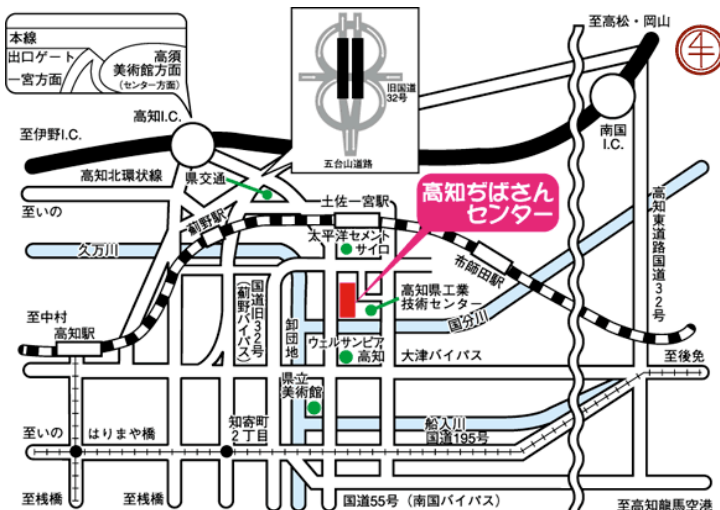 本線
出口ゲート
一宮方面
高須
美術館方面
(センター方面)
旧国道
32号
五台山道路
至高松・岡山
高知I.C.
至伊野I.C.
南国
I.C.
高知北環状線
県交通
至いの
薊野駅
土佐一宮駅
高知ぢばさん
センター
太平洋セメント
サイロ
久万川
布師田駅
高知東道路国道32号
国道旧32号
(薊野バイパス)
卸団地
高知県工業
技術センター
国分川
至中村
高知駅
ウェルサンピア
高知
大津バイパス
至後免
県立
美術館
知寄町
2丁目
船入川
国道195号
至いの
はりまや橋
至桟橋
至桟橋
国道55号(南国バイパス)
至高知龍馬空港